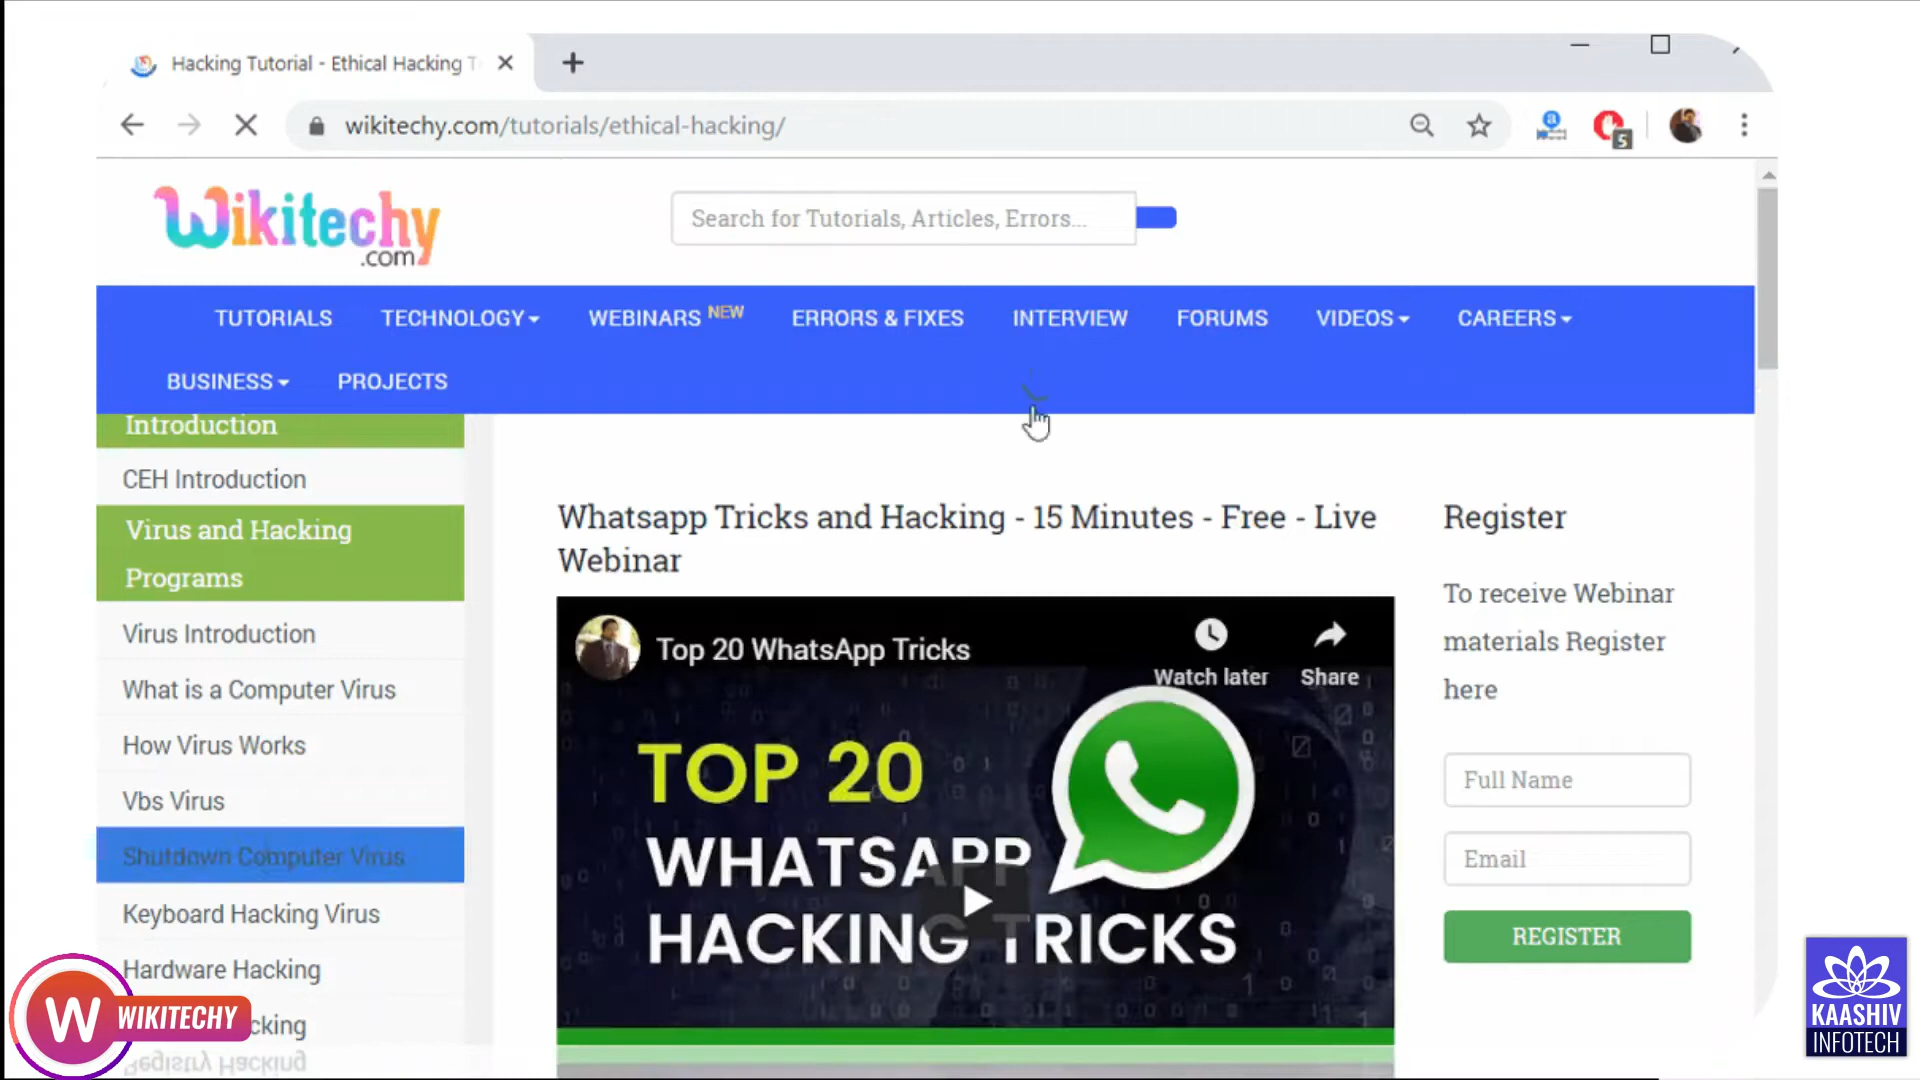 Hacking Tutorial - Ethical Hacking T
wikitechy.com/tutorials/ethical-hacking/
5
Wikitechy
.com
Search for Tutorials, Articles, Errors...
TUTORIALS TECHNOLOGY WEBINARS NEW ERRORS & FIXES INTERVIEW FORUMS VIDEOS CAREERS
BUSINESS PROJECTS
Introduction
CEH Introduction
Virus and Hacking
Programs
Virus Introduction
What is a Computer Virus
How Virus Works
Vbs Virus
Shutdown Computer Virus
Keyboard Hacking Virus
Hardware Hacking
cking
Registry Hacking
Whatsapp Tricks and Hacking - 15 Minutes - Free - Live
Webinar
Top 20 WhatsApp Tricks
Watch later
Share
TOP 20
WHATSAPP
HACKING TRICKS
Register
To receive Webinar
materials Register
here
Full Name
Email
REGISTER
W WIKITECHY
KAASHIV
INFOTECH